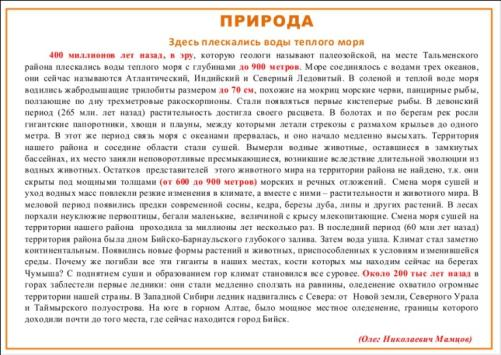 ПРИРОДА
Здесь плескались воды теплого моря
400 миллионов лет назад, в эру, которую геологи называют палеозойской, на месте Тальменского
района плескались воды теплого моря с глубинами до 900 метров. Море соединялось с водами трех океанов,
они сейчас называются Атлантический, Индийский и Северный Ледовитый. В соленой и теплой воде моря
водились жабродышащие трилобиты размером до 70 см, похожие на мокриц морские черви, панцирные рыбы,
ползающие по дну трехметровые ракоскорпионы. Стали появляться первые кистеперые рыбы. В девонский
период (265 млн. лет назад) растительность достигла своего расцвета. В болотах и по берегам рек росли
гигантские папоротники, хвощи и плауны, между которыми летали стрекозы с размахом крыльев до одного
метра. В этот же период связь моря с океанами прервалась, и оно начало медленно высыхать. Территория
нашего района и соседние области стали сушей. Вымерли водные животные, оставшиеся в замкнутых
бассейнах, их место заняли неповоротливые пресмыкающиеся, возникшие вследствие длительной эволюции из
водных животных. Остатков представителей этого животного мира на территории района не найдено, т.к. они
скрыты под мощными толщами (от 600 до 900 метров) морских и речных отложений. Смена моря сушей и
уход водных масс повлекли резкие изменения в климате, а вместе с ними – растительности и животного мира. В
меловой период появились предки современной сосны, кедра, березы дуба, липы и других растений. В лесах
порхали неуклюжие первоптицы, бегали маленькие, величиной с крысу млекопитающие. Смена моря сушей на
территории нашего района проходила за миллионы лет несколько раз. В последний период (60 млн лет назад)
территория района была дном Бийско-Барнаульского глубокого залива. Затем вода ушла. Климат стал заметно
континентальным. Появились новые формы растений и животных, приспособленных к условиям изменившейся
среды. Почему же погибли все эти гиганты в наших местах, кости которых мы находим сейчас на берегах
Чумыша? С поднятием суши и образованием гор климат становился все суровее. Около 200 тыс лет назад в
горах заблестели первые ледники: они стали медленно сползать на равнины, оледенение охватило огромные
территории нашей страны. В Западной Сибири ледник надвигались с Севера: от Новой земли, Северного Урала
и Таймырского полуострова. На юге в горном Алтае, было мощное местное оледенение, границы которого
доходили почти до того места, где сейчас находится город Бийск.
(Олег Николаевич Мамцов)